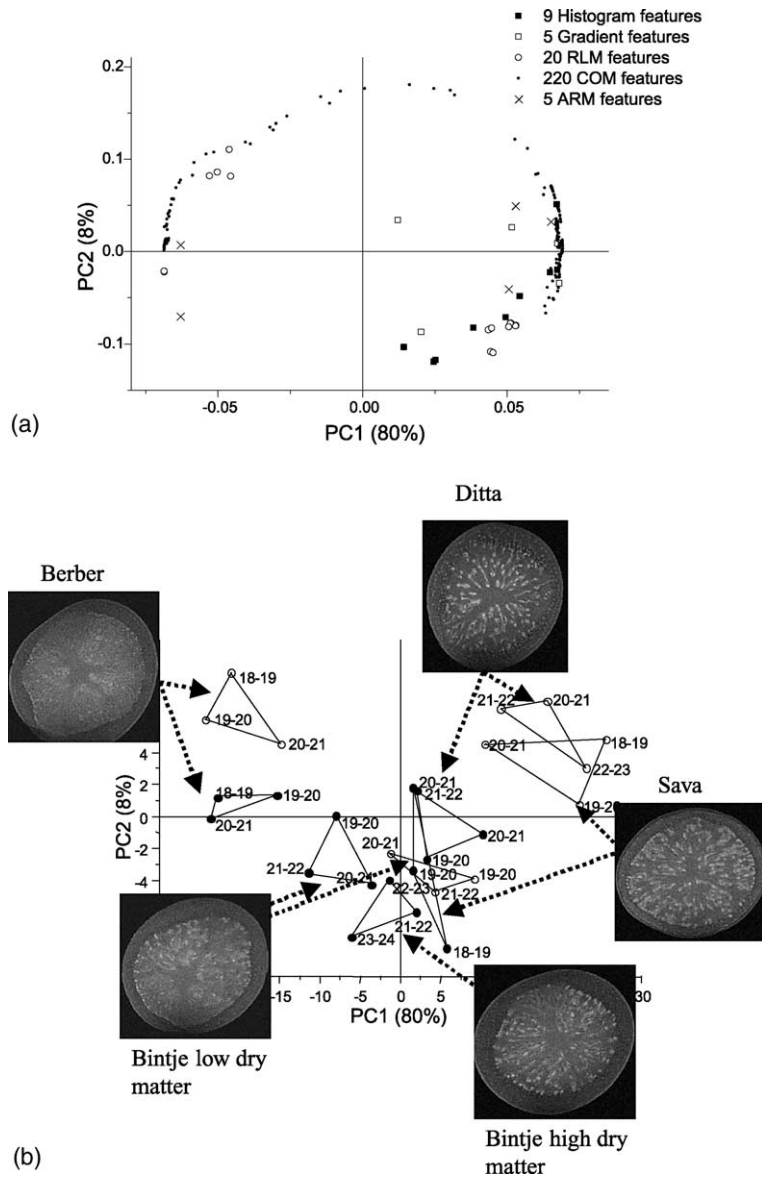 9 Histogram features
5 Gradient features
20 RLM features
220 COM features
5 ARM features
0.2
0.1
0.0
-0.1
PC2 (8%)
-0.05 0.00 0.05
PC1 (80%)
(a)
Ditta
Berber
18-19
19-20
20-21
21-22 20-21
20-21 18-19
22-23
19-20
Sava
4
2
0
-2
-4
PC2 (8%)
18-19 19-20
20-21
20-21
21-22
20-21
19-20
19-20
20-21
19-20 19-20
21-22 20-21
22-23 21-22
21-22
23-24
18-19
-15 -10 -5 0 5 30
PC1 (80%)
Bintje low dry
matter
Bintje high dry
matter
(b)